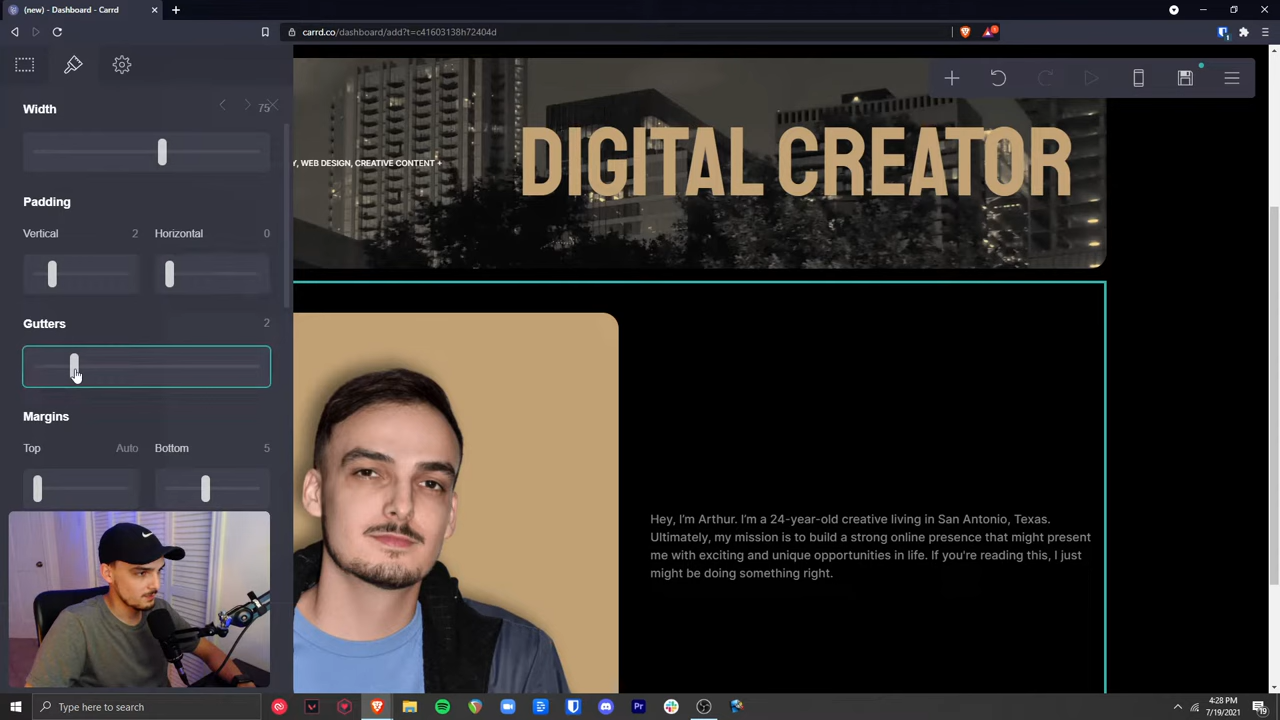 (new) - Dashboard - Carrd
carrd.co/dashboard/add?t=c41603138h72404d
Width
75
Padding
Vertical 2 Horizontal 0
Gutters 2
Margins
Top Auto Bottom 5
Y, WEB DESIGN, CREATIVE CONTENT +
DIGITAL CREATOR
Hey, I'm Arthur. I'm a 24-year-old creative living in San Antonio, Texas.
Ultimately, my mission is to build a strong online presence that might present
me with exciting and unique opportunities in life. If you're reading this, I just
might be doing something right.
Type here to search
Pr
4:28 PM
7/19/2021